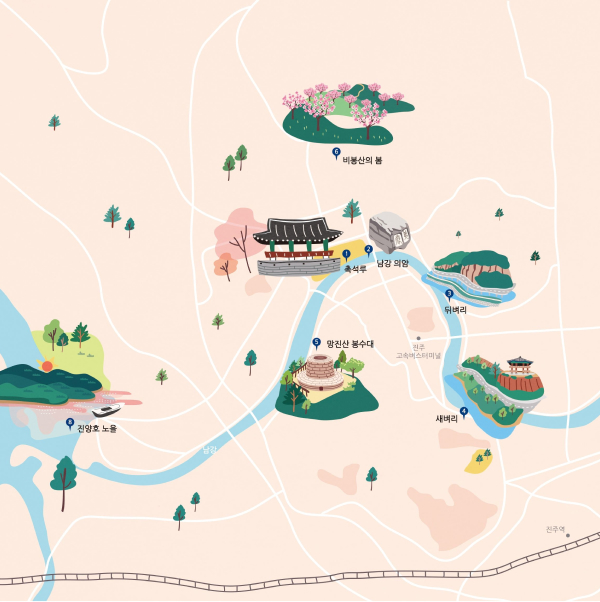 6
비봉산의 봄
1
촉석루
2
남강 의암
3
뒤벼리
5
망진산 봉수대
진주
고속버스터미널
4
새벼리
8
진양호 노을
남강
진주역